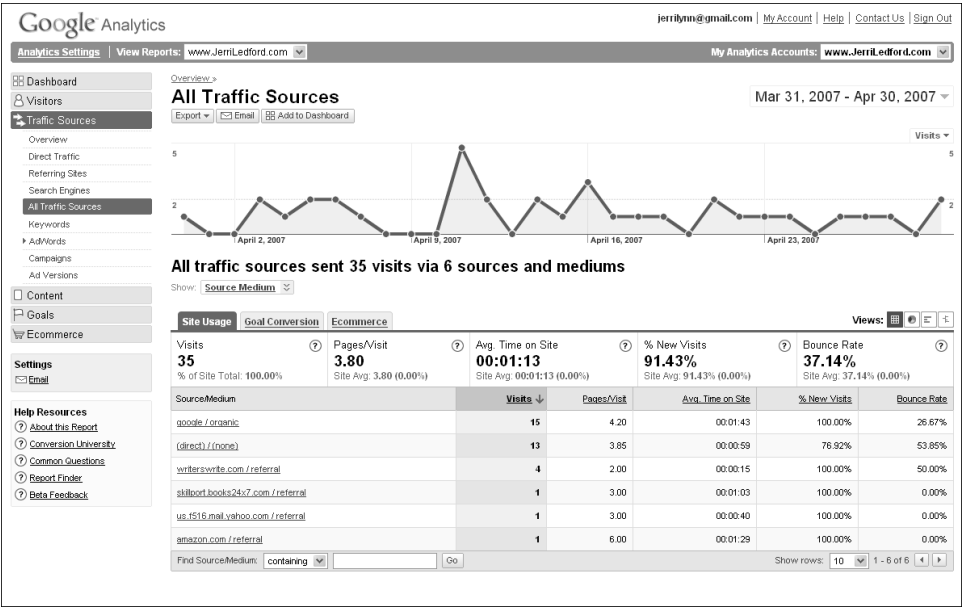 Google Analytics
jerrilynn@gmail.com | My Account | Help | Contact Us | Sign Out
Analytics Settings | View Reports: www.JerriLedford.com
My Analytics Accounts: www.JerriLedford.com
Dashboard
Visitors
Traffic Sources
Overview
Direct Traffic
Referring Sites
Search Engines
All Traffic Sources
Keywords
AdWords
Campaigns
Ad Versions
Content
Goals
Ecommerce
Settings
Email
Help Resources
? About this Report
? Conversion University
? Common Questions
? Report Finder
? Beta Feedback
Overview »
All Traffic Sources
Mar 31, 2007 - Apr 30, 2007
Export Email Add to Dashboard
Visits
5 5
2 2
April 2, 2007 April 9, 2007 April 16, 2007 April 23, 2007
All traffic sources sent 35 visits via 6 sources and mediums
Show: Source Medium
Site Usage Goal Conversion Ecommerce Views:
Visits ? Pages/Visit ? Avg. Time on Site ? % New Visits ? Bounce Rate ?
35 3.80 00:01:13 91.43% 37.14%
% of Site Total: 100.00% Site Avg: 3.80 (0.00%) Site Avg: 00:01:13 (0.00%) Site Avg: 91.43% (0.00%) Site Avg: 37.14% (0.00%)
Source/Medium Visits ↓ Pages/Visit Avg. Time on Site % New Visits Bounce Rate
google / organic 15 4.20 00:01:43 100.00% 26.67%
(direct) / (none) 13 3.85 00:00:59 76.92% 53.85%
writerswrite.com / referral 4 2.00 00:00:15 100.00% 50.00%
skillport.books24x7.com / referral 1 3.00 00:01:03 100.00% 0.00%
us.f516.mail.yahoo.com / referral 1 3.00 00:00:40 100.00% 0.00%
amazon.com / referral 1 6.00 00:01:29 100.00% 0.00%
Find Source/Medium: containing Go Show rows: 10 1 - 6 of 6